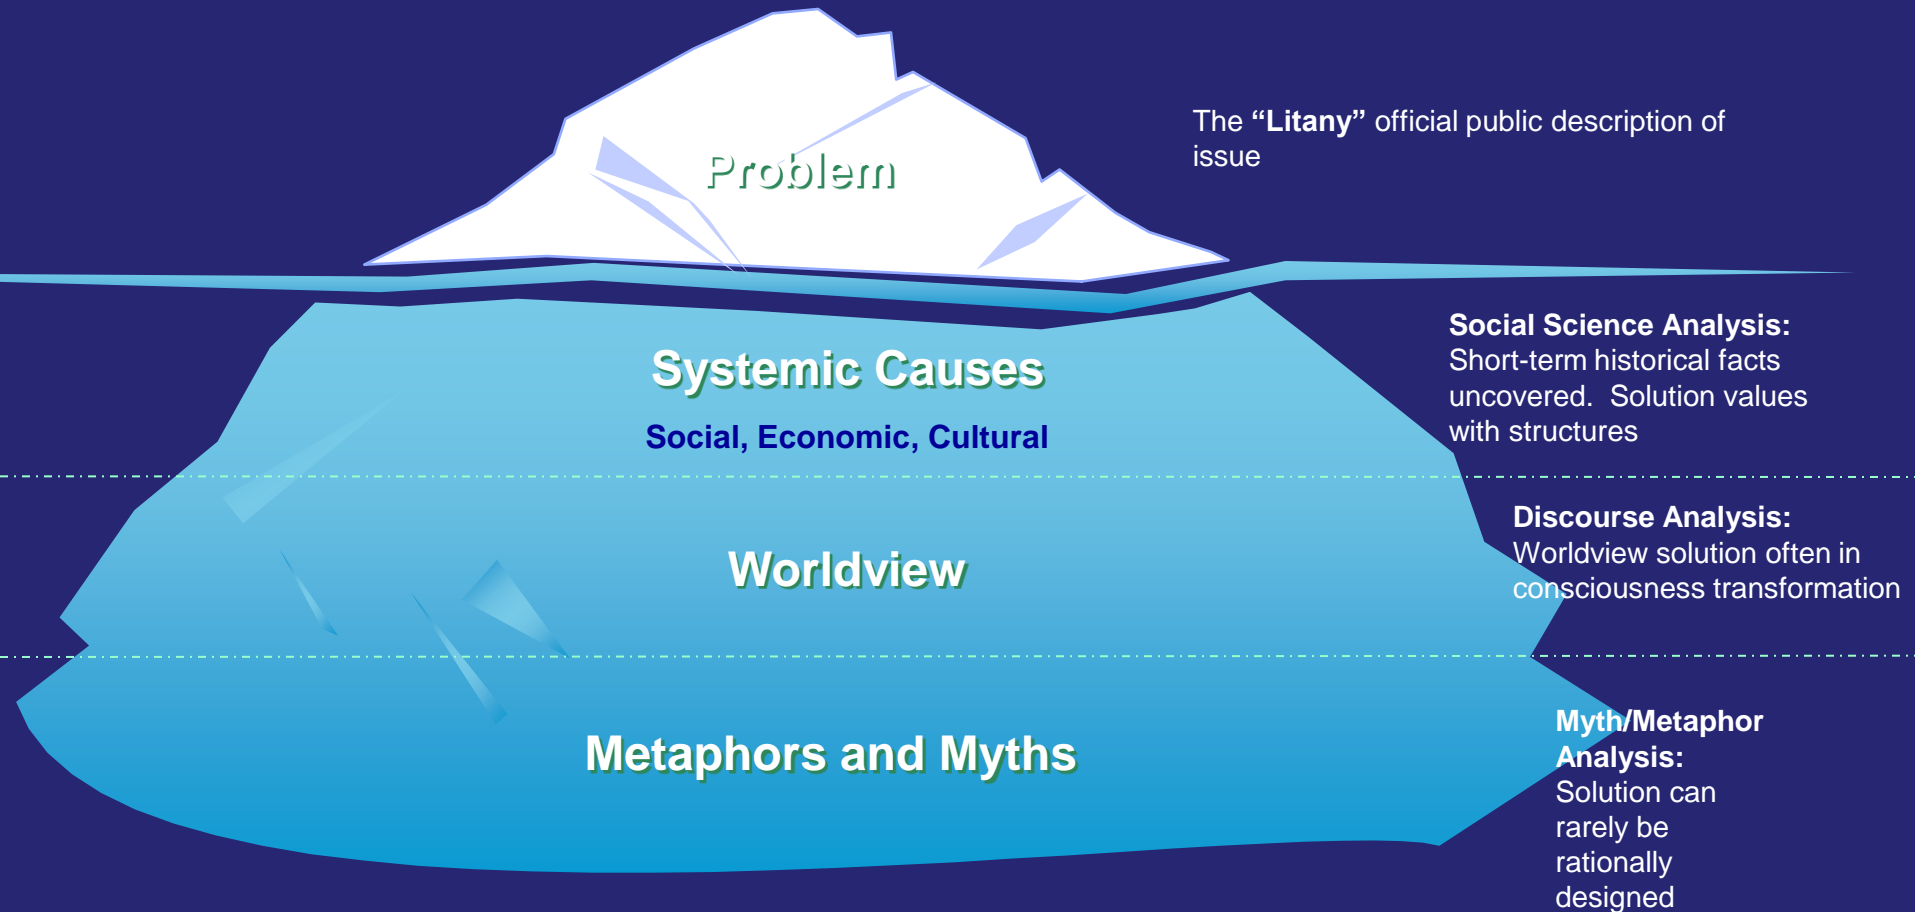 Problem
The “Litany” official public description of
issue
Systemic Causes
Social, Economic, Cultural
Social Science Analysis:
Short-term historical facts
uncovered.  Solution values
with structures
Worldview
Discourse Analysis:
Worldview solution often in
consciousness transformation
Metaphors and Myths
Myth/Metaphor
Analysis:
Solution can
rarely be
rationally
designed